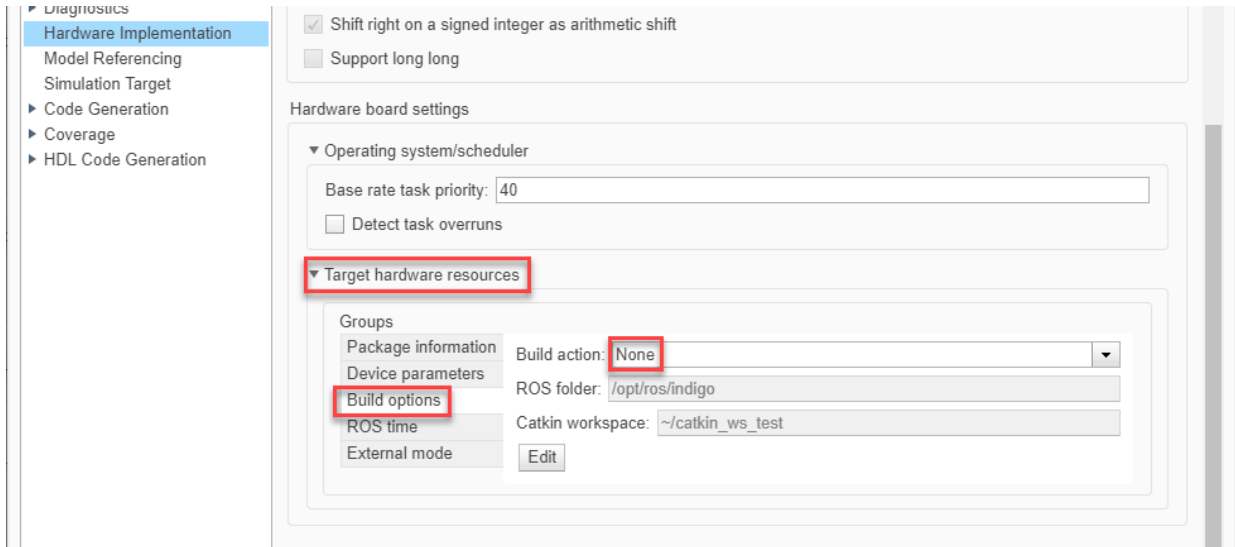 Diagnostics
Hardware Implementation
Model Referencing
Simulation Target
Code Generation
Coverage
HDL Code Generation
Shift right on a signed integer as arithmetic shift
Support long long
Hardware board settings
Operating system/scheduler
Base rate task priority: 40
Detect task overruns
Target hardware resources
Groups
Package information
Device parameters
Build options
ROS time
External mode
Build action: None
ROS folder: /opt/ros/indigo
Catkin workspace: ~/catkin_ws_test
Edit